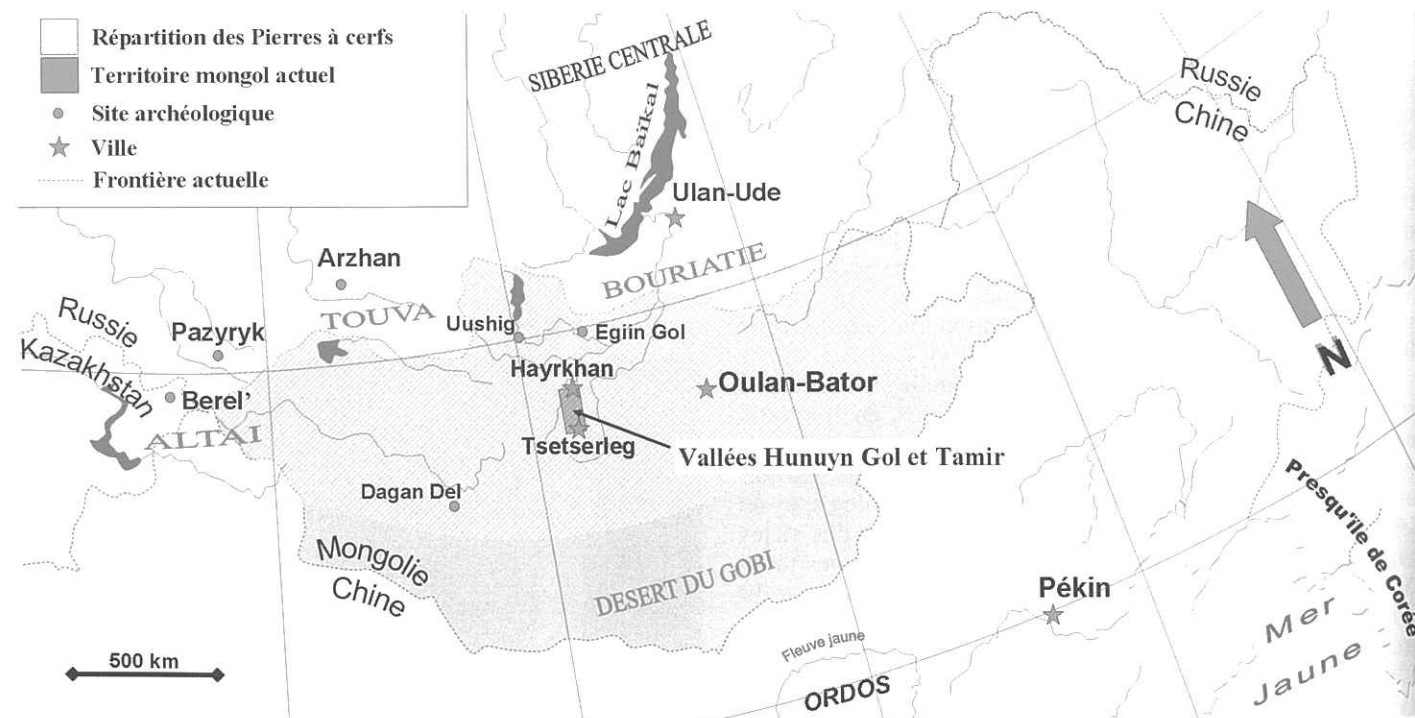 Répartition des Pierres à cerfs
Territoire mongol actuel
Site archéologique
Ville
Frontière actuelle
SIBERIE CENTRALE
Lac Baïkal
Russie
Chine
Ulan-Ude
BOURIATIE
Arzhan
TOUVA
Russie
Kazakhstan
Pazyryk
Uushig
Egiin Gol
Hayrkhan
Oulan-Bator
N
Berel'
ALTAI
Tsetserleg
Vallées Hunuyn Gol et Tamir
Dagan Del
Mongolie
Chine
DESERT DU GOBI
Presqu'île de Corée
Pékin
Mer
Jaune
Fleuve jaune
ORDOS
500 km